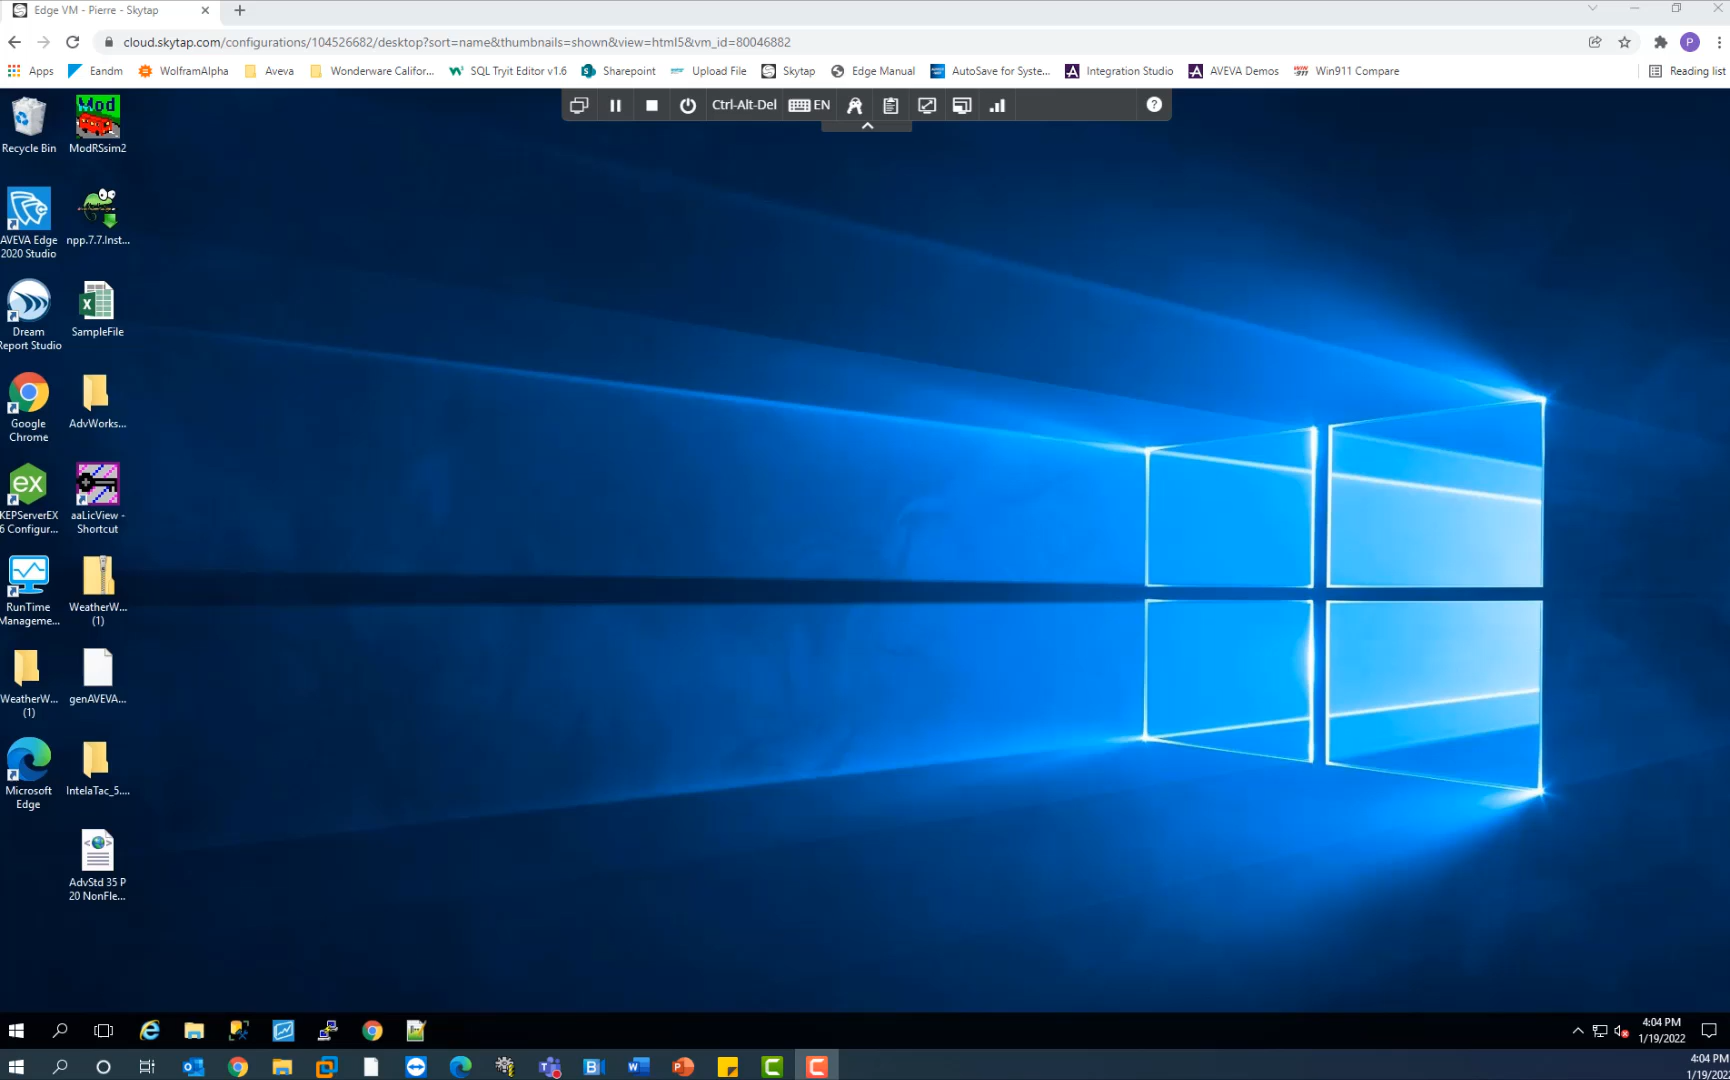 Edge VM - Pierre - Skytap
cloud.skytap.com/configurations/104526682/desktop?sort=name&thumbnails=shown&view=html5&vm_id=80046882
P
Apps
Eandm
WolframAlpha
Aveva
Wonderware Califor...
SQL Tryit Editor v1.6
Sharepoint
Upload File
Skytap
Edge Manual
AutoSave for Syste...
Integration Studio
AVEVA Demos
Win911 Compare
Reading list
Ctrl-Alt-Del
EN
Recycle Bin
Mod
ModRSsim2
AVEVA Edge
2020 Studio
npp.7.7.Inst...
Dream
Report Studio
SampleFile
Google
Chrome
AdvWorks...
ex
KEPServerEX
6 Configur...
aaLicView -
Shortcut
RunTime
Manageme...
WeatherW...
(1)
WeatherW...
(1)
genAVEVA...
Microsoft
Edge
IntelaTac_5....
AdvStd 35 P
20 NonFle...
4:04 PM
1/19/2022
4:04 PM
1/19/2022